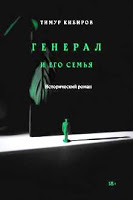 ТИМУР КИБИРОВ
ГЕНЕРАЛ
И ЕГО СЕМЬЯ
Исторический роман
18+